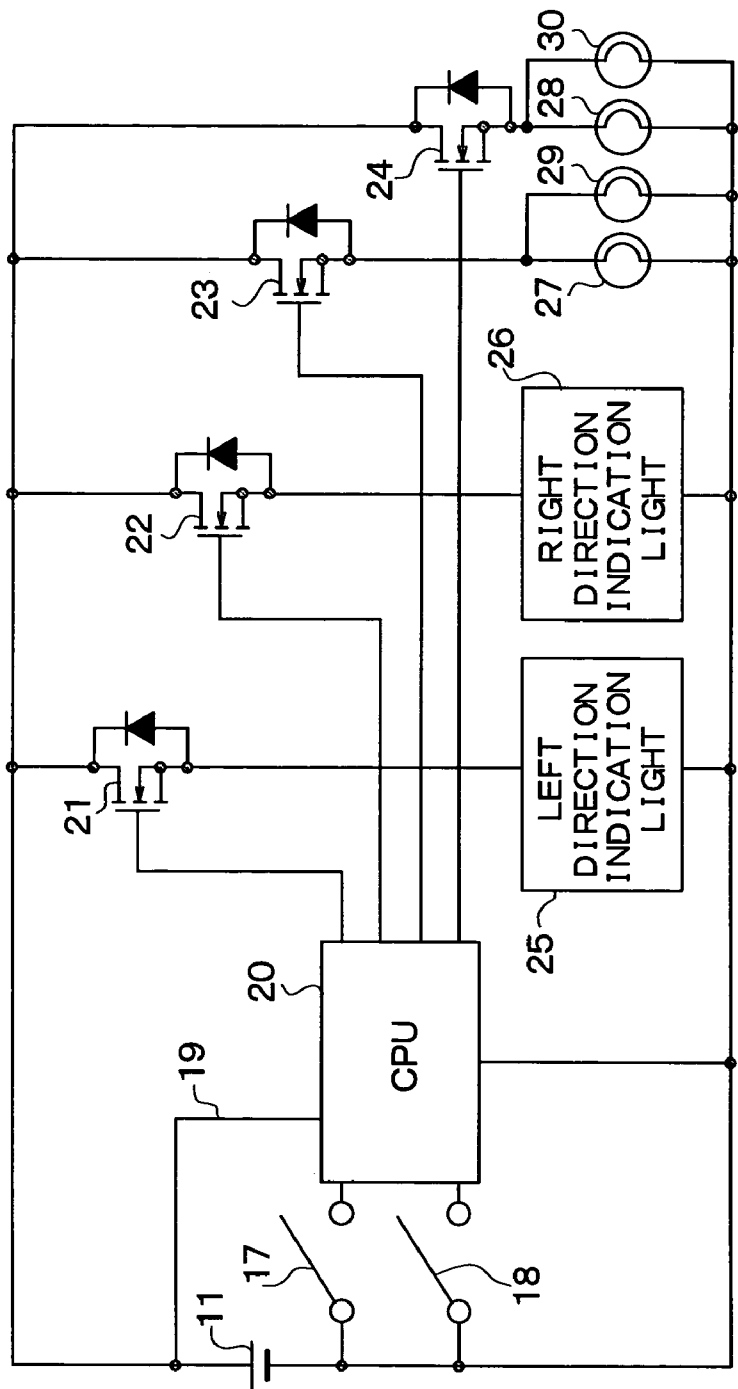 30
28
29
27
24
23
22
21
26
RIGHT
DIRECTION
INDICATION
LIGHT
LEFT
DIRECTION
INDICATION
LIGHT
25
20
CPU
19
17
18
11